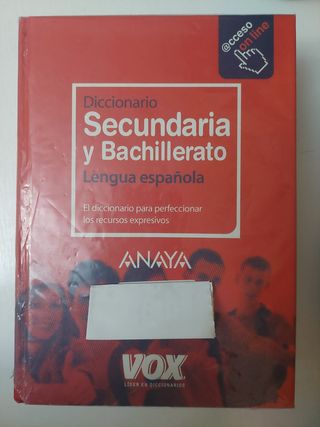 @cceso
on line
Diccionario
Secundaria
y Bachillerato
Lengua española
El diccionario para perfeccionar
los recursos expresivos
ANAYA
VOX
LÍDER EN DICCIONARIOS